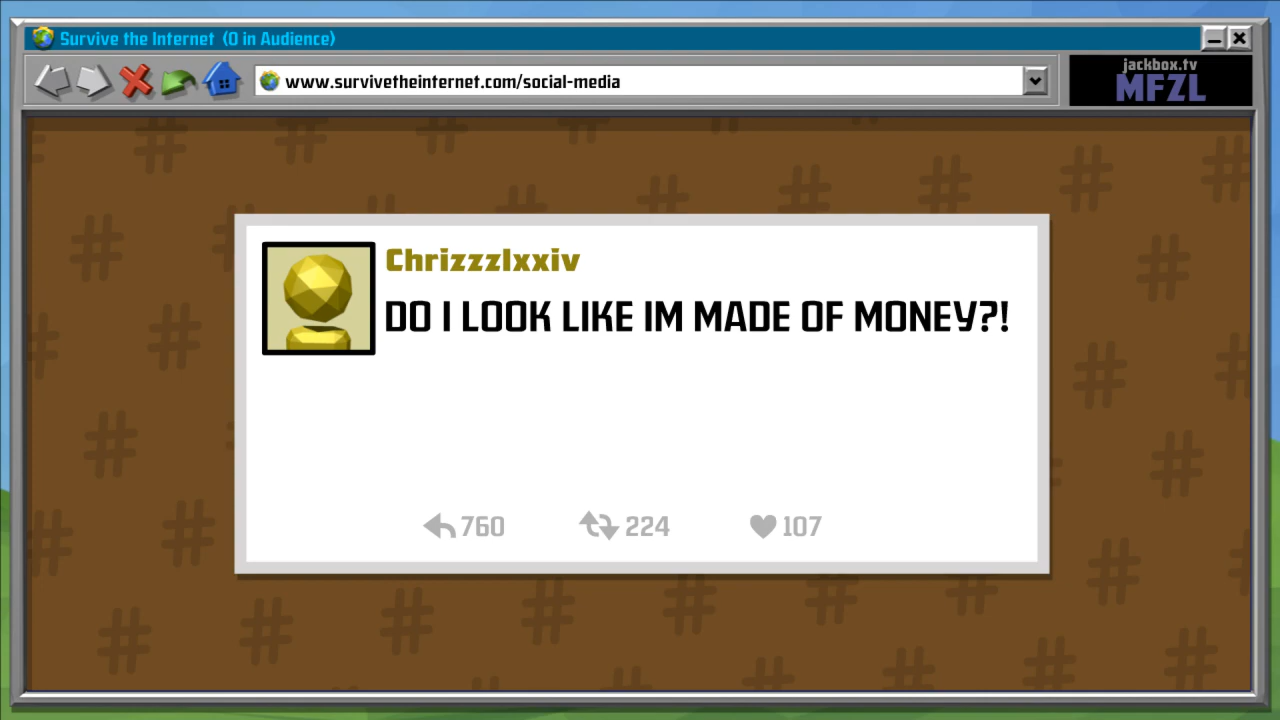 Survive the Internet (0 in Audience)
www.survivetheinternet.com/social-media
jackbox.tv
MFZL
Chrizzzlxxiv
DO I LOOK LIKE IM MADE OF MONEY?!
760 224 107